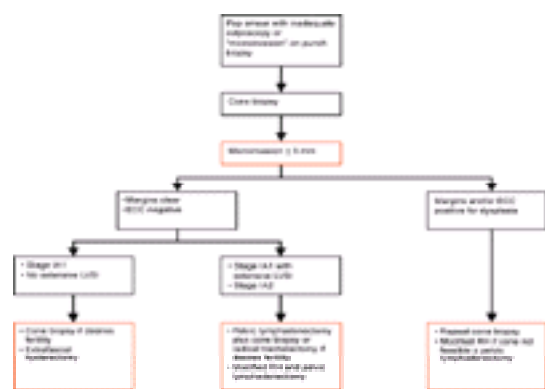 Pap smear with inadequate
colposcopy or
"microinvasion" on punch
biopsy
Cone biopsy
Microinvasion ≤ 5 mm
• Margins clear
• ECC negative
Margins and/or ECC
positive for dysplasia
• Stage IA1
• No extensive LVSI
• Stage IA1 with
extensive LVSI
• Stage IA2
• Cone biopsy if desires
fertility
• Extrafascial
hysterectomy
• Pelvic lymphadenectomy
plus cone biopsy or
radical trachelectomy if
desires fertility
• Modified RH and pelvic
lymphadenectomy
• Repeat cone biopsy
• Modified RH if cone not
feasible ± pelvic
lymphadenectomy